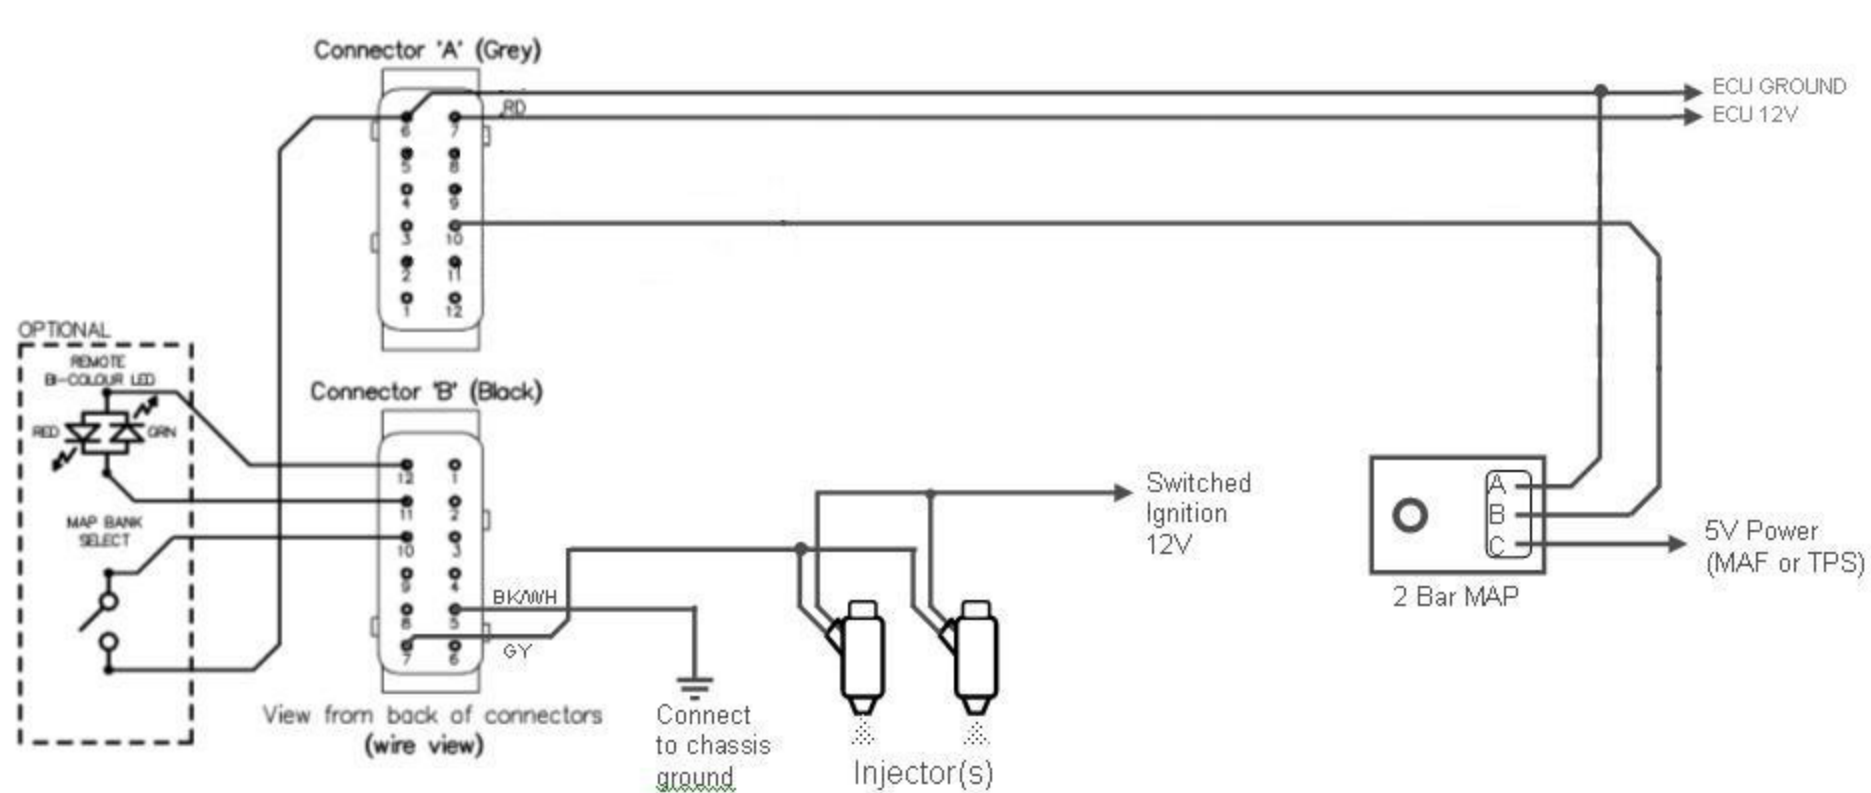 Connector 'A' (Grey)
ECU GROUND
RD
ECU 12V
6 7
5 8
4 9
3 10
2 11
1 12
OPTIONAL
REMOTE
BI-COLOUR LED
RED
GRN
Connector 'B' (Black)
12 1
11 2
10 3
9 4
8 5
7 6
MAP BANK
SELECT
BK/WH
GY
Switched
Ignition
12V
A
B
C
5V Power
(MAF or TPS)
2 Bar MAP
View from back of connectors
(wire view)
Connect
to chassis
ground
Injector(s)